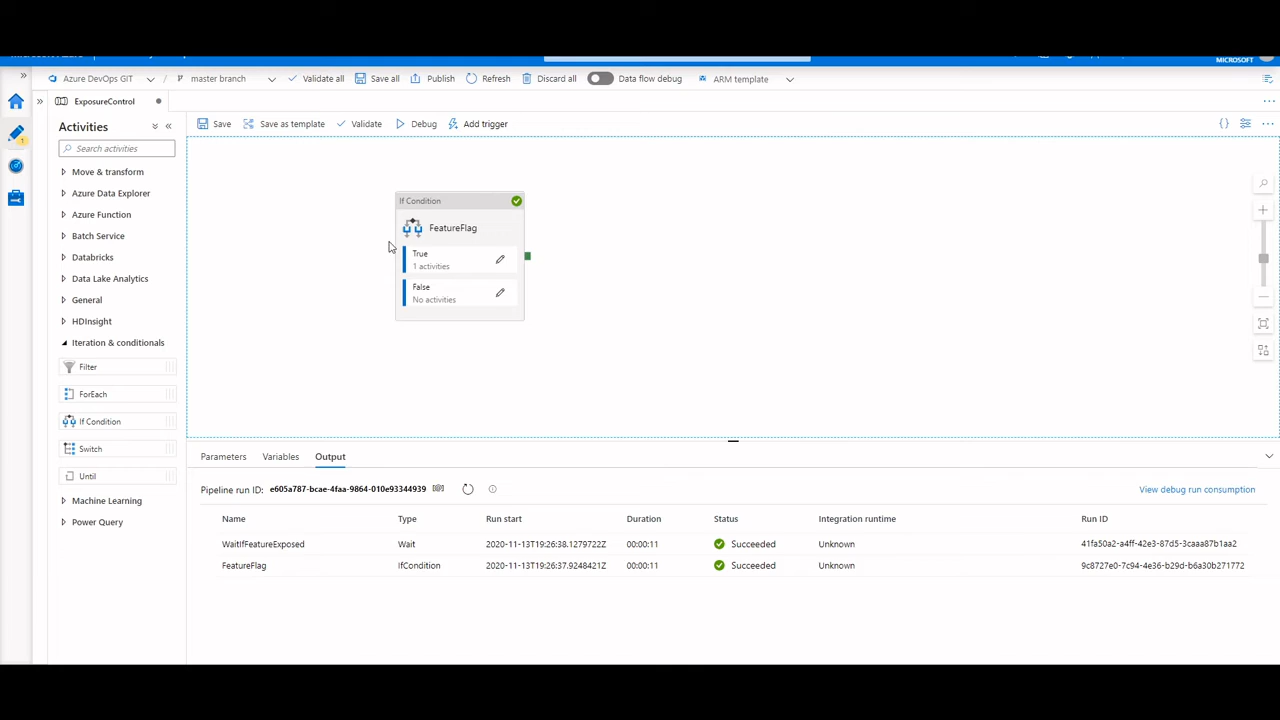 MICROSOFT
Azure DevOps GIT
master branch
Validate all
Save all
Publish
Refresh
Discard all
Data flow debug
ARM template
ExposureControl
Activities
Search activities
Move & transform
Azure Data Explorer
Azure Function
Batch Service
Databricks
Data Lake Analytics
General
HDInsight
Iteration & conditionals
Filter
ForEach
If Condition
Switch
Until
Machine Learning
Power Query
Save
Save as template
Validate
Debug
Add trigger
If Condition
FeatureFlag
True
1 activities
False
No activities
Parameters Variables Output
Pipeline run ID: e605a787-bcae-4faa-9864-010e93344939
View debug run consumption
Name Type Run start Duration Status Integration runtime Run ID
WaitIfFeatureExposed Wait 2020-11-13T19:26:38.1279722Z 00:00:11 Succeeded Unknown 41fa50a2-a4ff-42e3-87d5-3caaa87b1aa2
FeatureFlag IfCondition 2020-11-13T19:26:37.9248421Z 00:00:11 Succeeded Unknown 9c8727e0-7c94-4e36-b29d-b6a30b271772